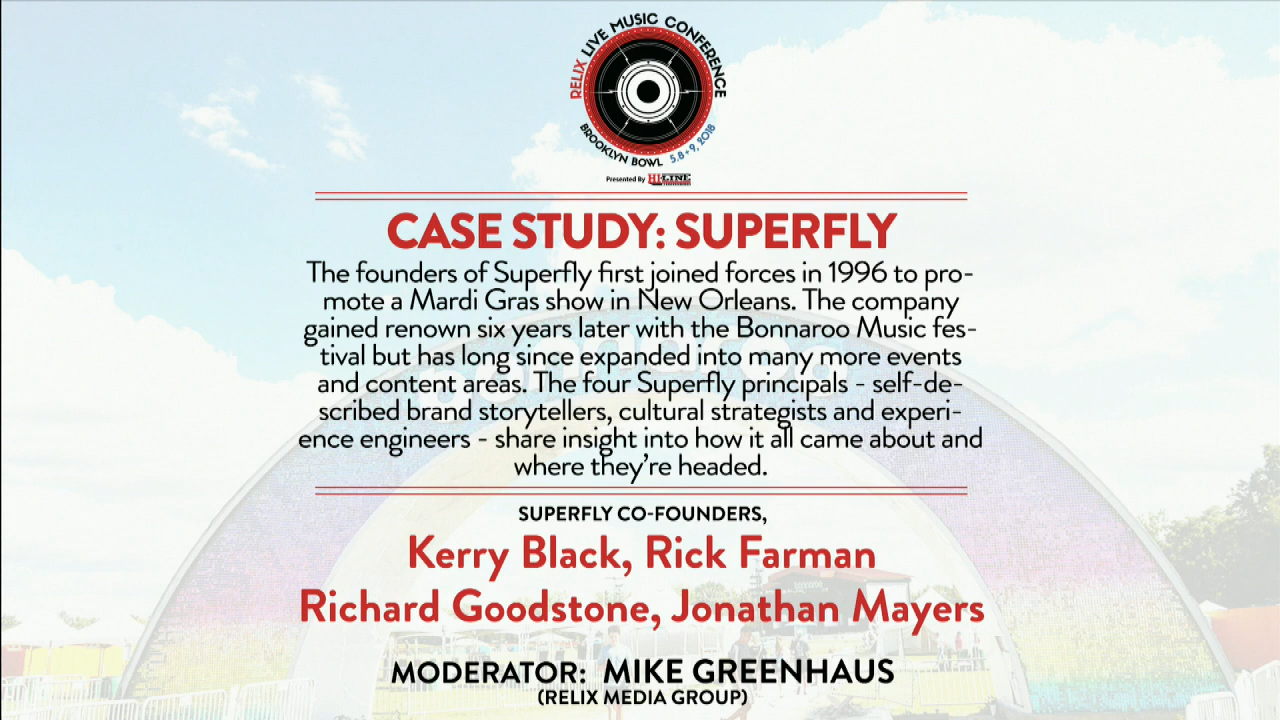 RELIX LIVE MUSIC CONFERENCE
BROOKLYN BOWL 5.8+9, 2018
Presented By HI-LINE
CASE STUDY: SUPERFLY
The founders of Superfly first joined forces in 1996 to pro-
mote a Mardi Gras show in New Orleans. The company
gained renown six years later with the Bonnaroo Music fes-
tival but has long since expanded into many more events
and content areas. The four Superfly principals - self-de-
scribed brand storytellers, cultural strategists and experi-
ence engineers - share insight into how it all came about and
where they're headed.
SUPERFLY CO-FOUNDERS,
Kerry Black, Rick Farman
Richard Goodstone, Jonathan Mayers
MODERATOR: MIKE GREENHAUS
(RELIX MEDIA GROUP)